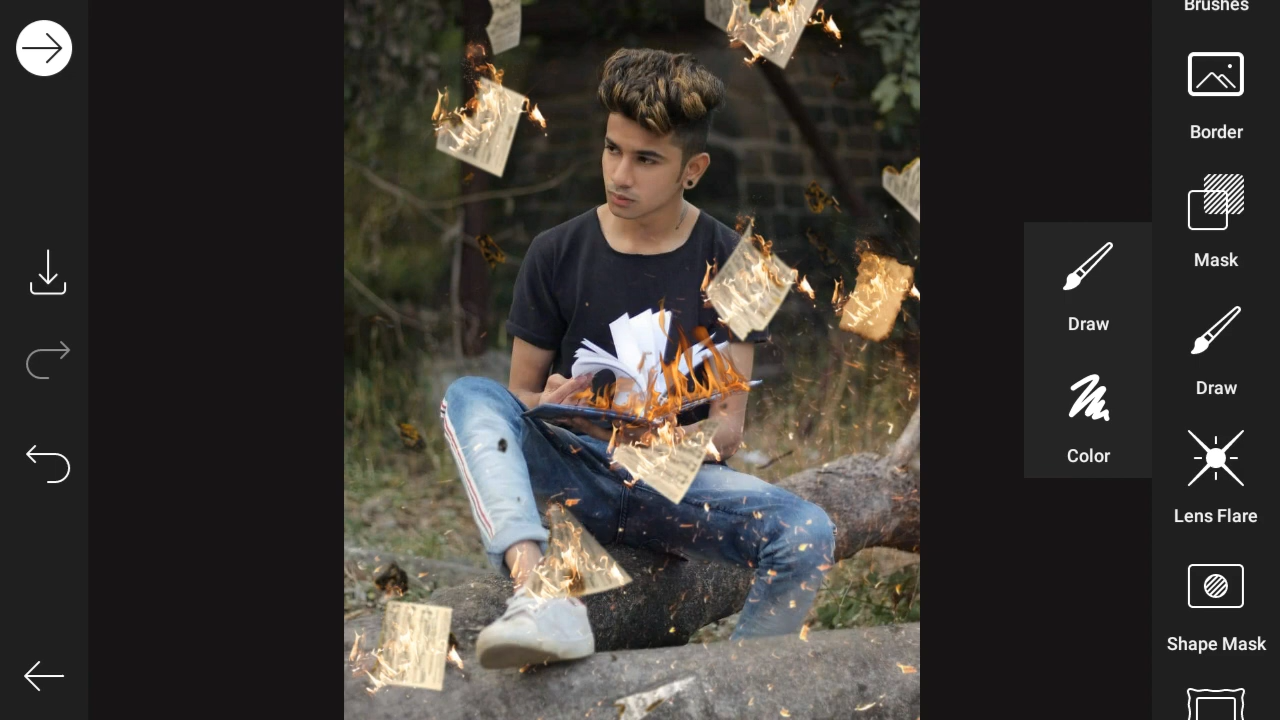 Brushes
Border
Mask
Draw
Draw
Color
Lens Flare
Shape Mask